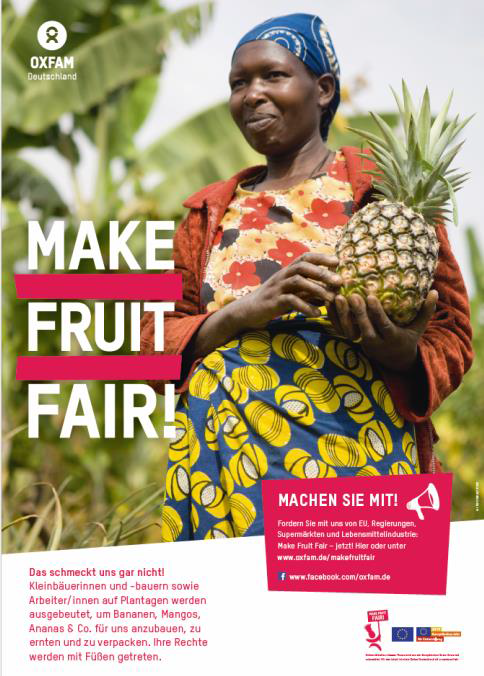 OXFAM
Deutschland
MAKE
FRUIT
FAIR!
MACHEN SIE MIT!
Fordern Sie mit uns von EU, Regierungen,
Supermärkten und Lebensmittelindustrie:
Make Fruit Fair – jetzt! Hier oder unter
www.oxfam.de/makefruitfair
www.facebook.com/oxfam.de
Das schmeckt uns gar nicht!
Kleinbäuerinnen und -bauern sowie
Arbeiter/innen auf Plantagen werden
ausgebeutet, um Bananen, Mangos,
Ananas & Co. für uns anzubauen, zu
ernten und zu verpacken. Ihre Rechte
werden mit Füßen getreten.
MAKE FRUIT
FAIR!